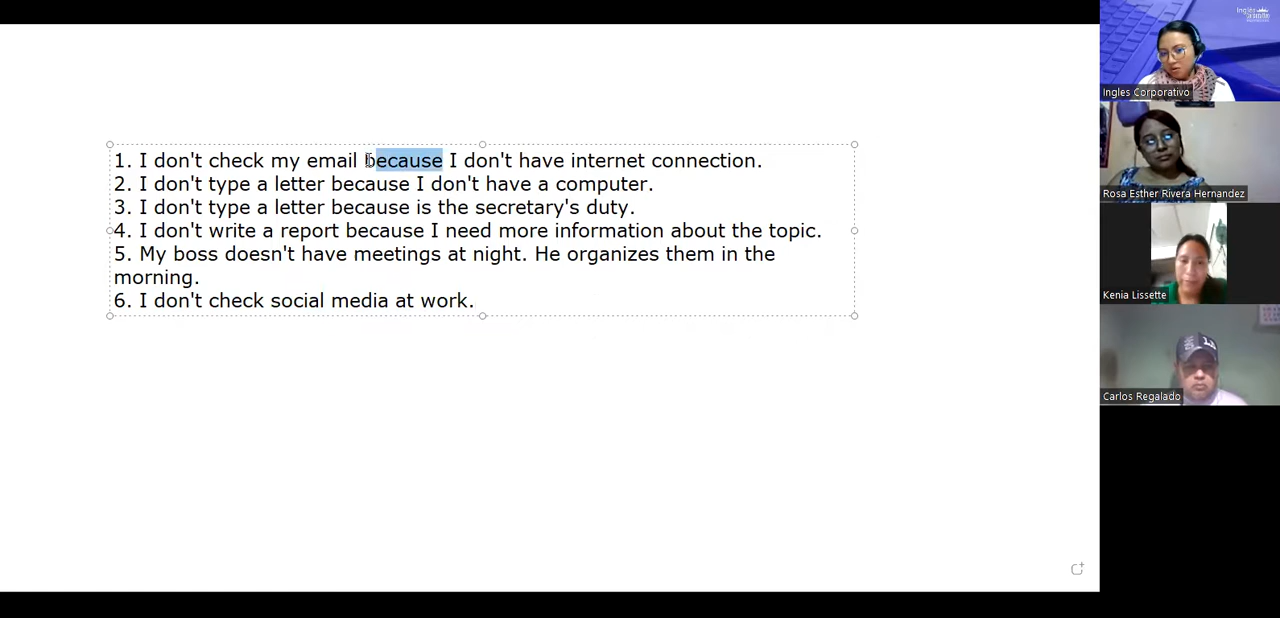 1. I don't check my email because I don't have internet connection.
2. I don't type a letter because I don't have a computer.
3. I don't type a letter because is the secretary's duty.
4. I don't write a report because I need more information about the topic.
5. My boss doesn't have meetings at night. He organizes them in the
morning.
6. I don't check social media at work.
Ingles Corporativo
Rosa Esther Rivera Hernandez
Kenia Lissette
Carlos Regalado